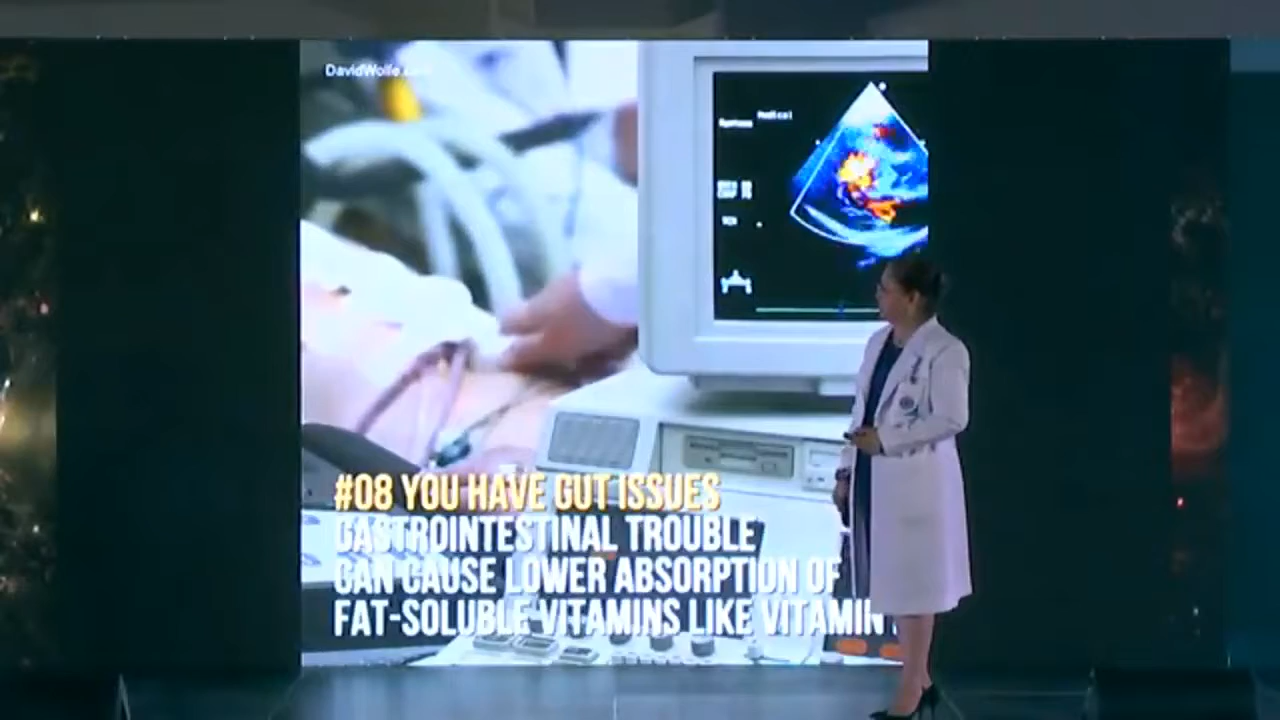 DavidWolfe.com
Medical
#08 YOU HAVE GUT ISSUES
GASTROINTESTINAL TROUBLE
CAN CAUSE LOWER ABSORPTION OF
FAT-SOLUBLE VITAMINS LIKE VITAMIN